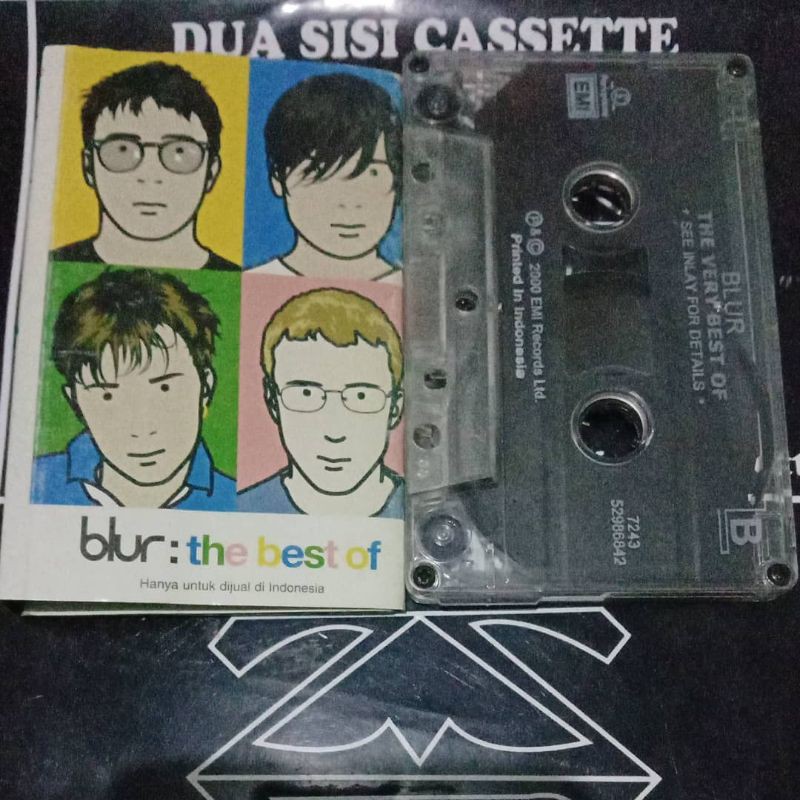 DUA SISI CASSETTE
blur: the best of
Hanya untuk dijual di Indonesia
EMI
℗ & © 2000 EMI Records Ltd.
Printed In Indonesia
BLUR
THE VERY BEST OF
* SEE INLAY FOR DETAILS *
7243
52986842
B